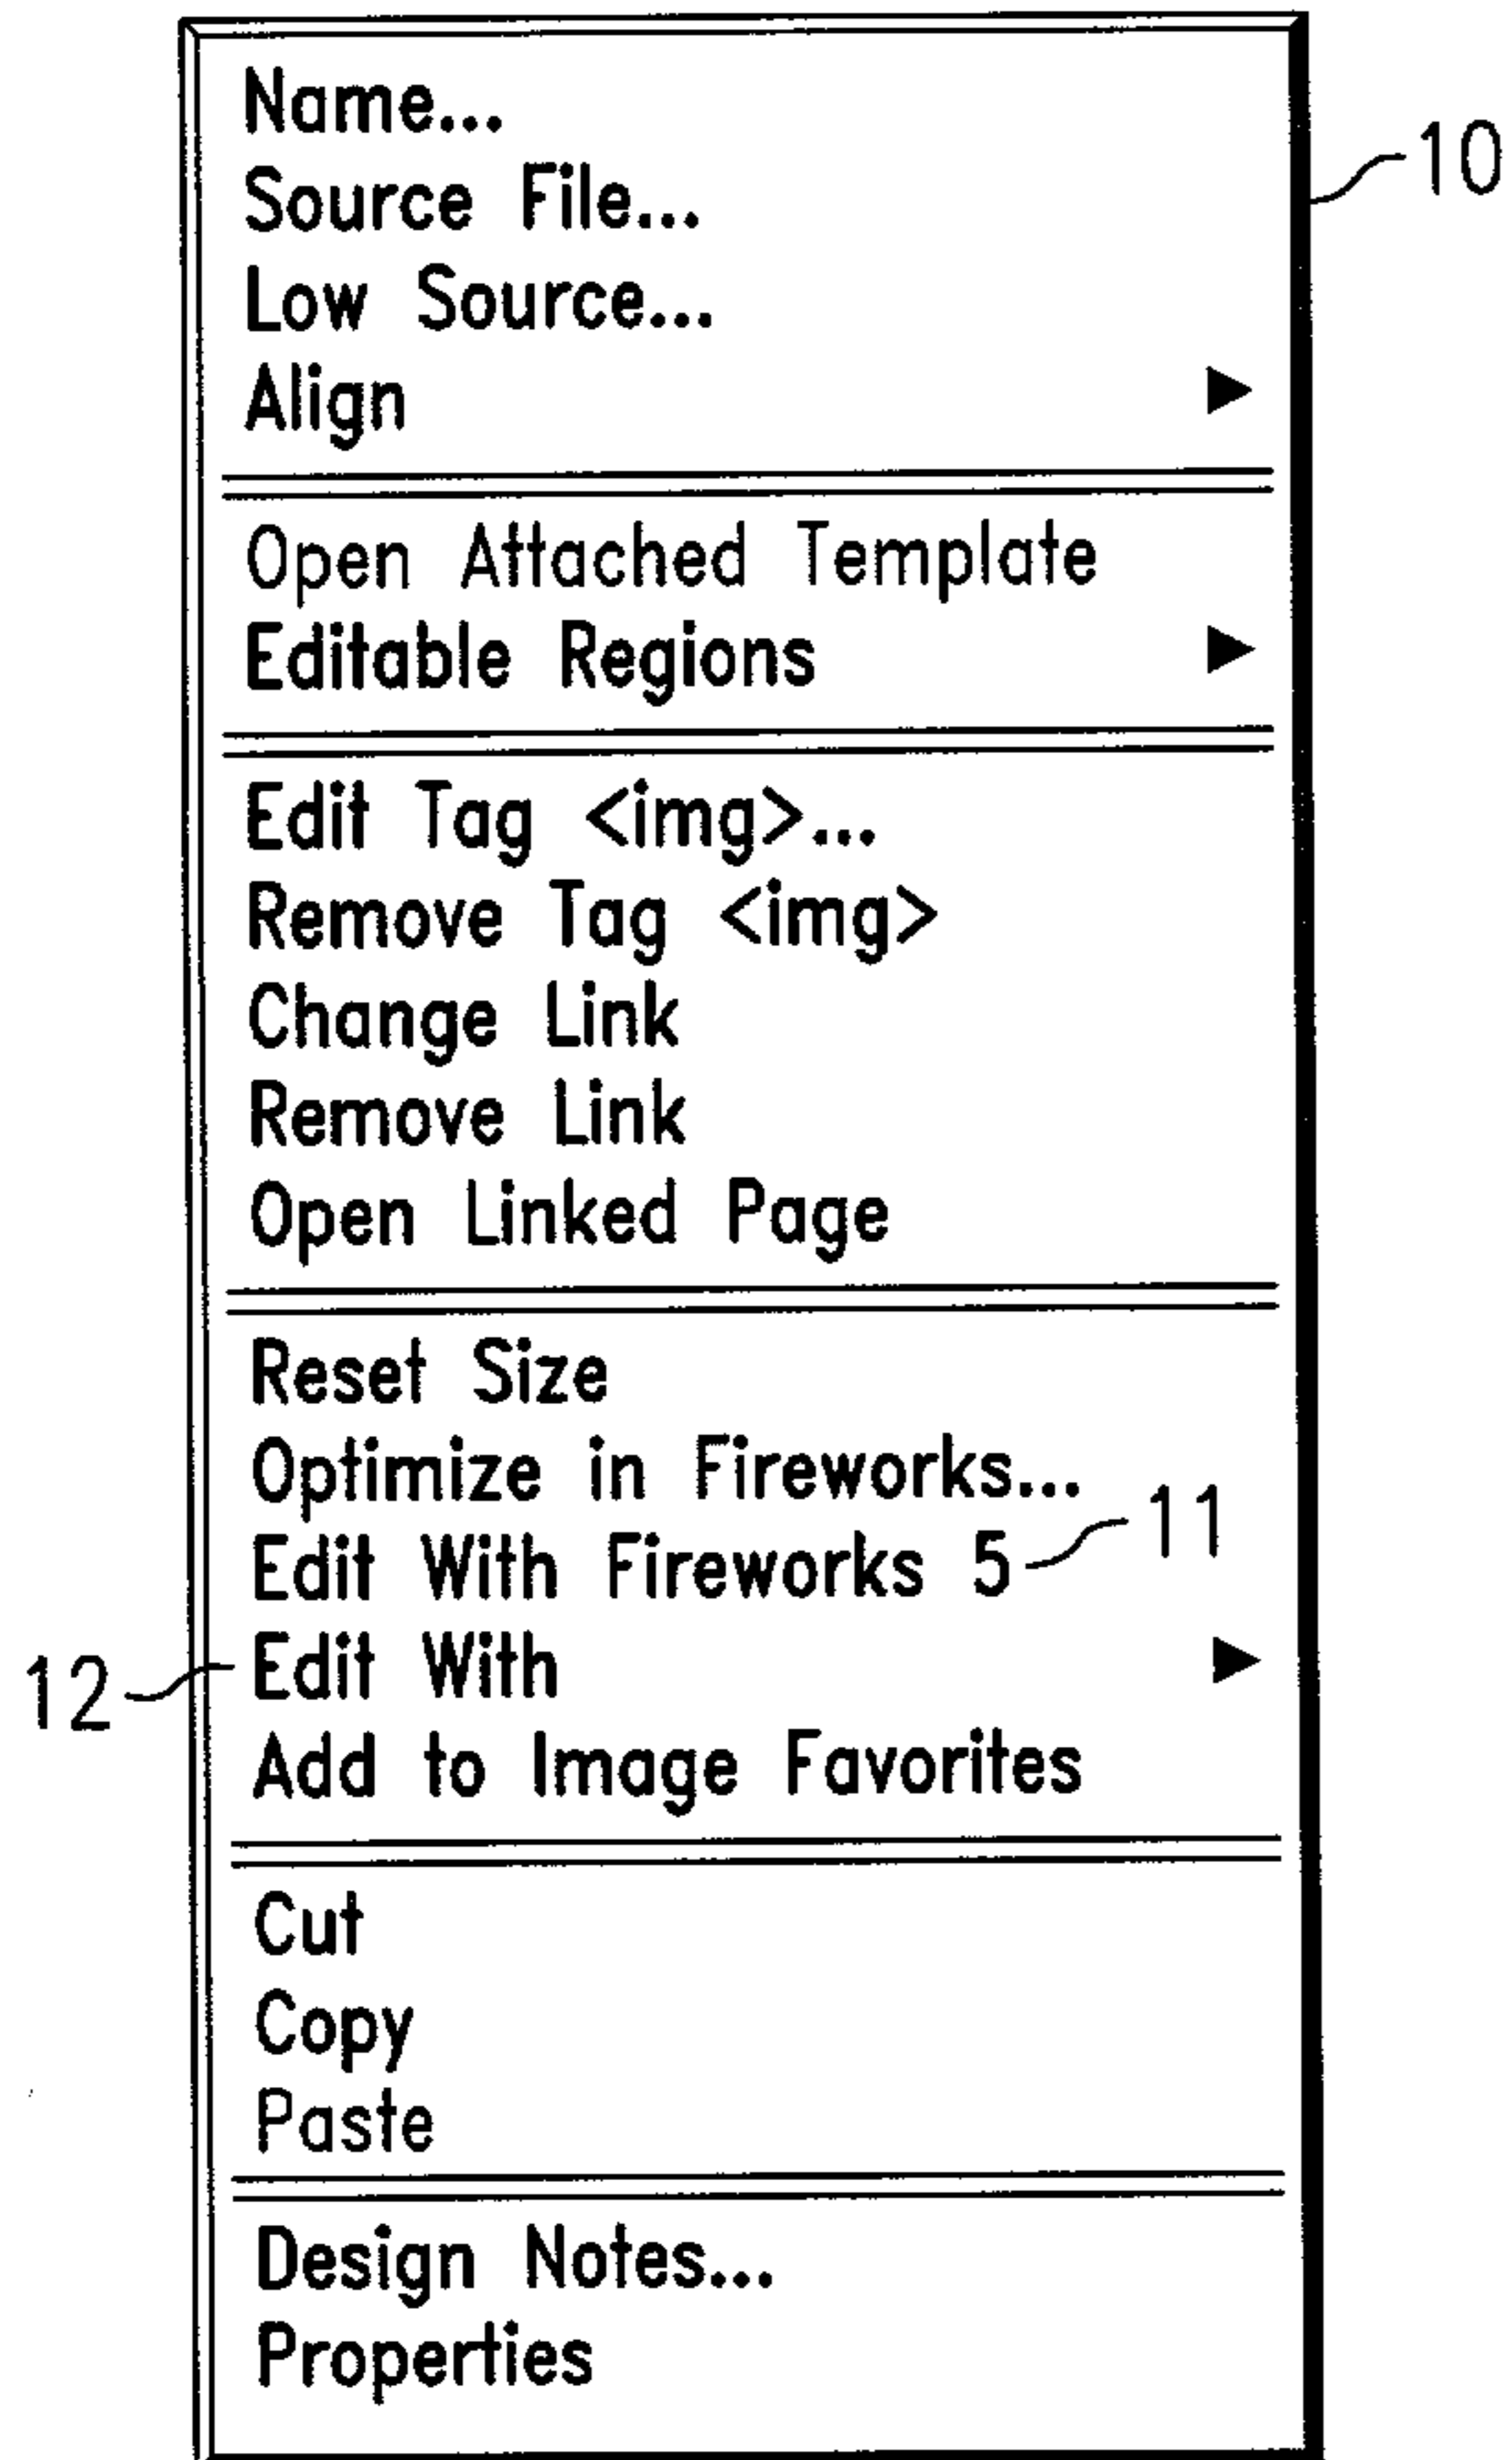 Name...
10
Source File...
Low Source...
Align
Open Attached Template
Editable Regions
Edit Tag <img>...
Remove Tag <img>
Change Link
Remove Link
Open Linked Page
Reset Size
Optimize in Fireworks...
Edit With Fireworks 5 11
12 Edit With
Add to Image Favorites
Cut
Copy
Paste
Design Notes...
Properties